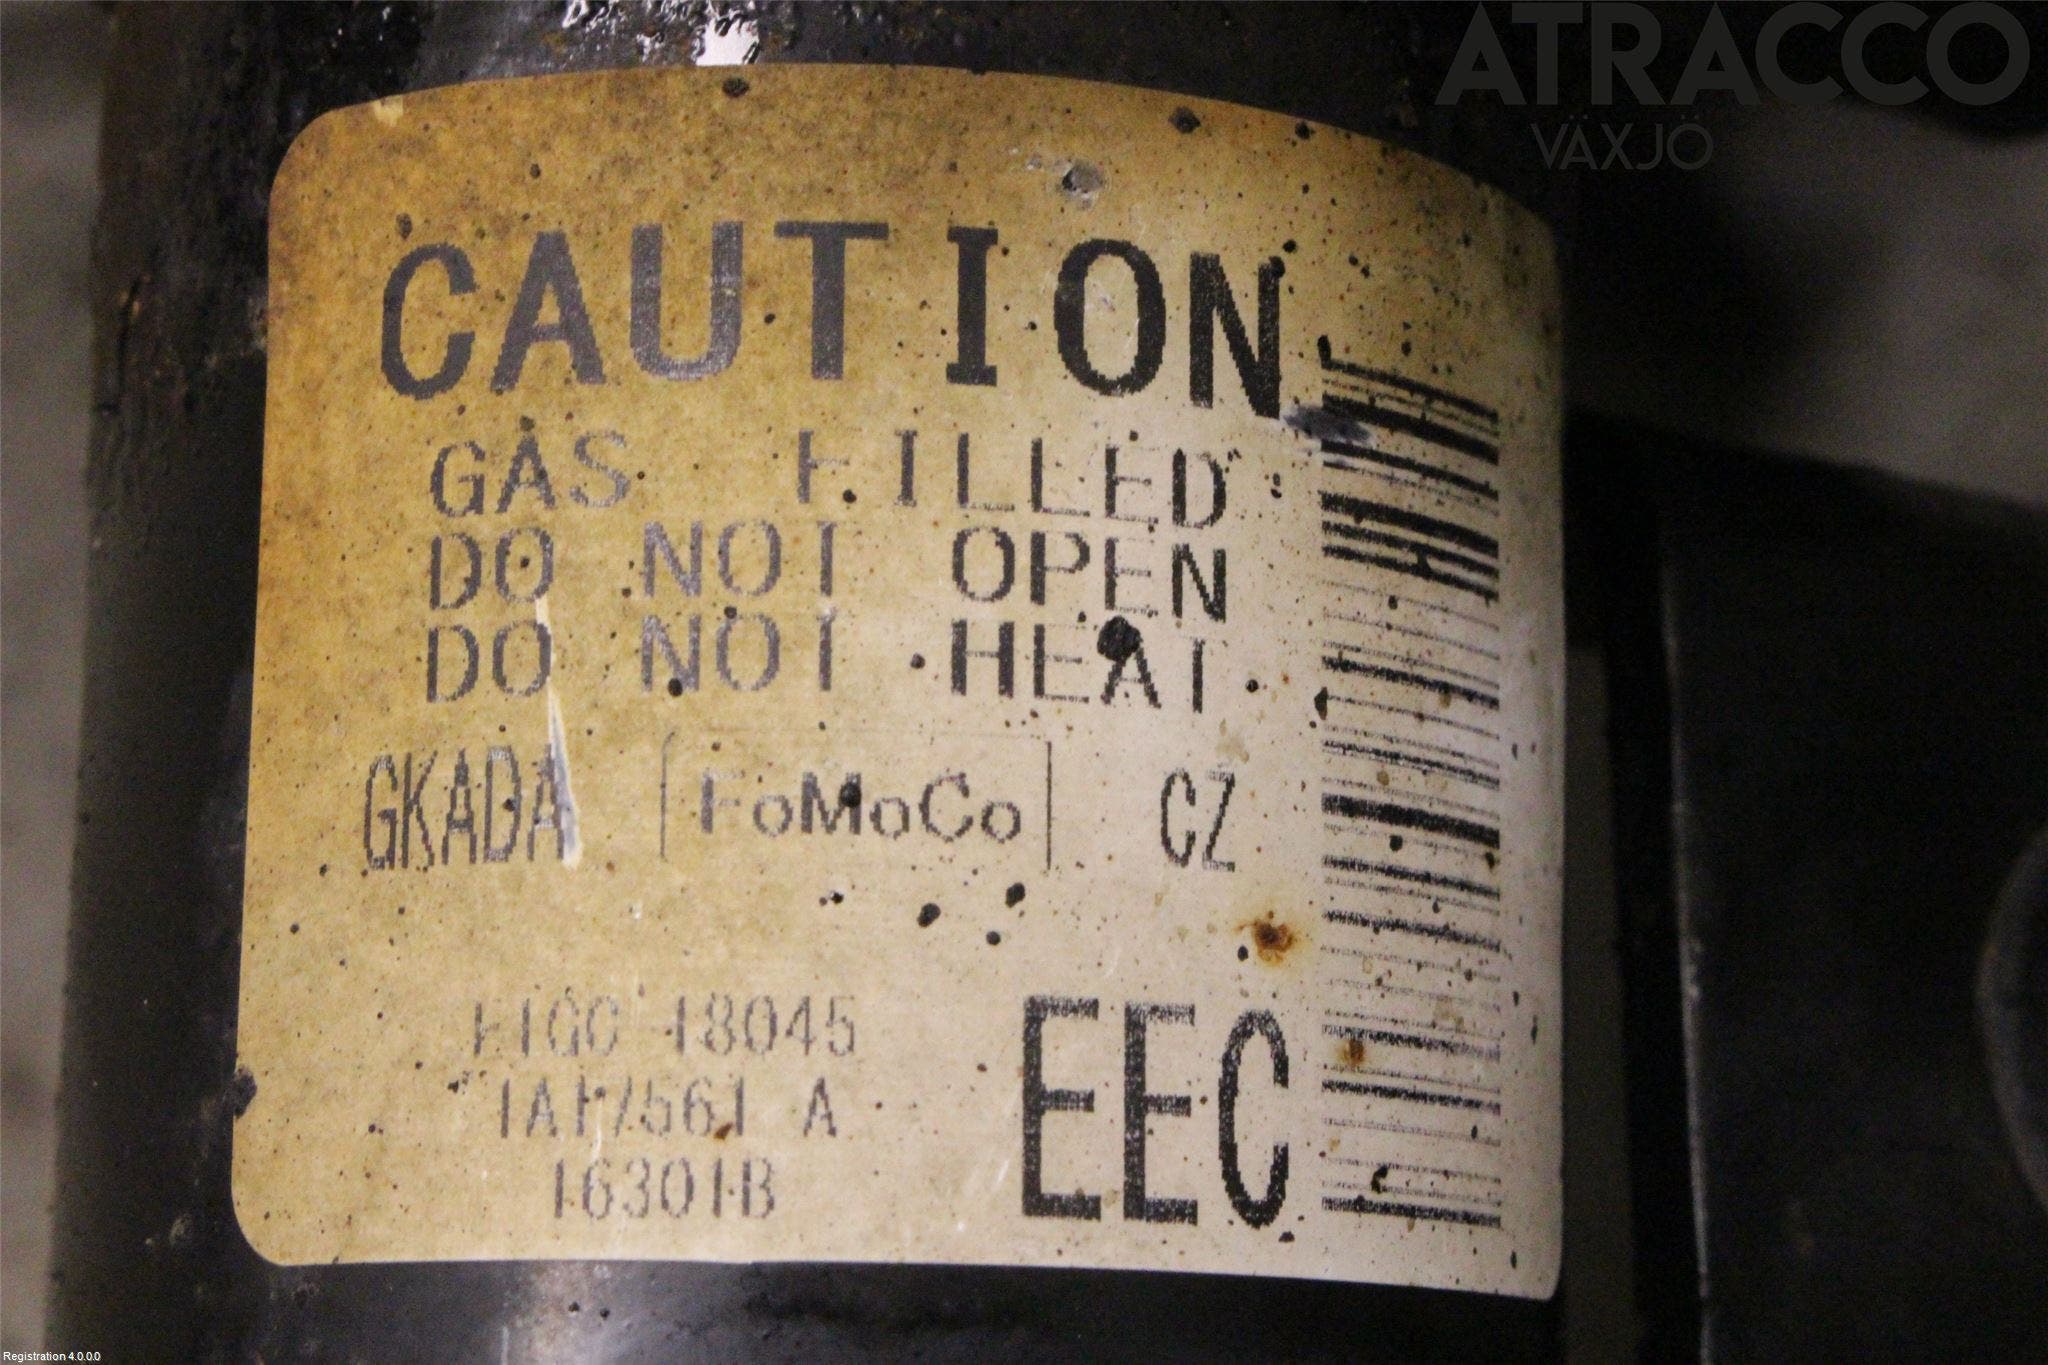 ATRACCO
VÄXJÖ
CAUTION
GAS FILLED
DO NOT OPEN
DO NOT HEAT
GKADA FoMoCo CZ
18045
A
16301B
EEC
Registration 4.0.0.0